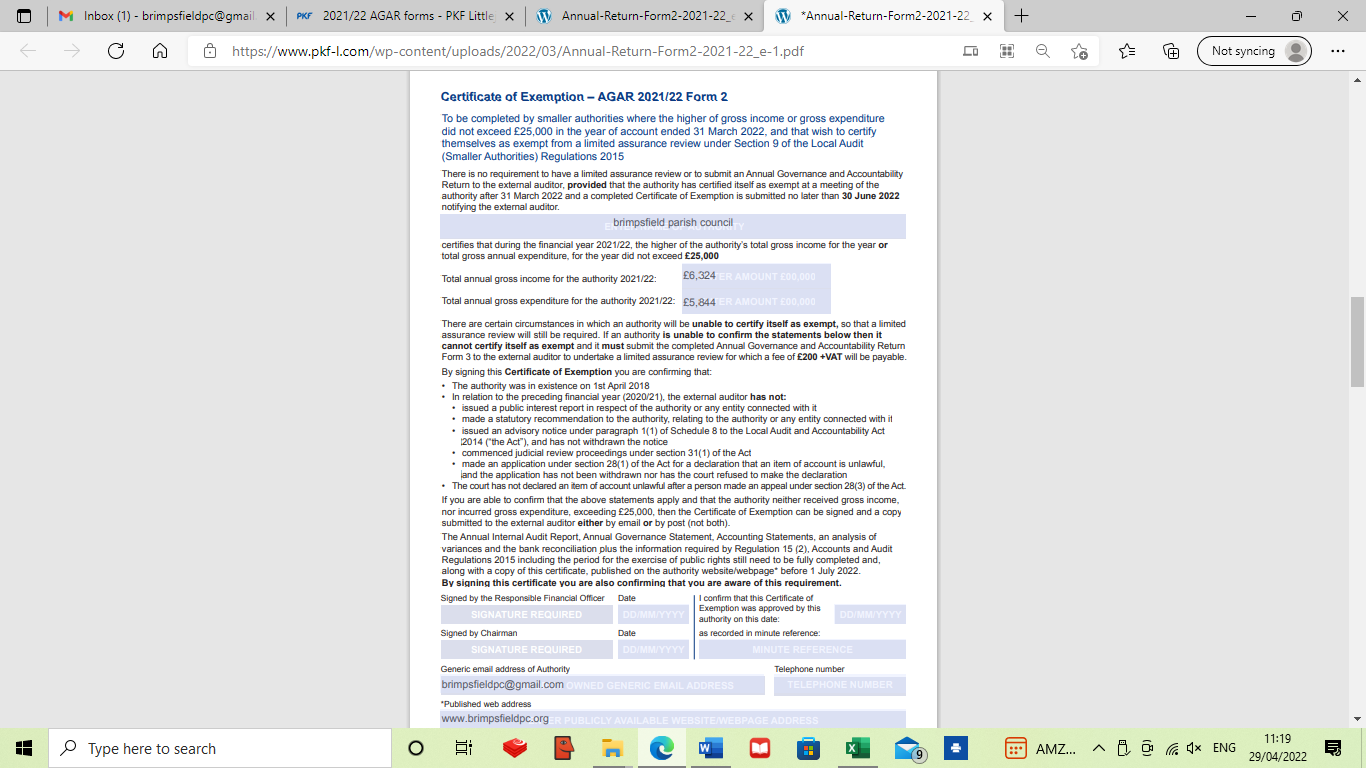 Inbox (1) - brimpsfieldpc@gmail.
PKF 2021/22 AGAR forms - PKF Little
Annual-Return-Form2-2021-22_e
*Annual-Return-Form2-2021-22_
https://www.pkf-l.com/wp-content/uploads/2022/03/Annual-Return-Form2-2021-22_e-1.pdf
Not syncing
Certificate of Exemption – AGAR 2021/22 Form 2
To be completed by smaller authorities where the higher of gross income or gross expenditure
did not exceed £25,000 in the year of account ended 31 March 2022, and that wish to certify
themselves as exempt from a limited assurance review under Section 9 of the Local Audit
(Smaller Authorities) Regulations 2015
There is no requirement to have a limited assurance review or to submit an Annual Governance and Accountability
Return to the external auditor, provided that the authority has certified itself as exempt at a meeting of the
authority after 31 March 2022 and a completed Certificate of Exemption is submitted no later than 30 June 2022
notifying the external auditor.
brimpsfield parish council
certifies that during the financial year 2021/22, the higher of the authority's total gross income for the year or
total gross annual expenditure, for the year did not exceed £25,000
Total annual gross income for the authority 2021/22: £6,324 ER AMOUNT £00,000
Total annual gross expenditure for the authority 2021/22: £5,844 ER AMOUNT £00,000
There are certain circumstances in which an authority will be unable to certify itself as exempt, so that a limited
assurance review will still be required. If an authority is unable to confirm the statements below then it
cannot certify itself as exempt and it must submit the completed Annual Governance and Accountability Return
Form 3 to the external auditor to undertake a limited assurance review for which a fee of £200 +VAT will be payable.
By signing this Certificate of Exemption you are confirming that:
• The authority was in existence on 1st April 2018
• In relation to the preceding financial year (2020/21), the external auditor has not:
• issued a public interest report in respect of the authority or any entity connected with it
• made a statutory recommendation to the authority, relating to the authority or any entity connected with it
• issued an advisory notice under paragraph 1(1) of Schedule 8 to the Local Audit and Accountability Act
2014 ("the Act"), and has not withdrawn the notice
• commenced judicial review proceedings under section 31(1) of the Act
• made an application under section 28(1) of the Act for a declaration that an item of account is unlawful,
and the application has not been withdrawn nor has the court refused to make the declaration
• The court has not declared an item of account unlawful after a person made an appeal under section 28(3) of the Act.
If you are able to confirm that the above statements apply and that the authority neither received gross income,
nor incurred gross expenditure, exceeding £25,000, then the Certificate of Exemption can be signed and a copy
submitted to the external auditor either by email or by post (not both).
The Annual Internal Audit Report, Annual Governance Statement, Accounting Statements, an analysis of
variances and the bank reconciliation plus the information required by Regulation 15 (2), Accounts and Audit
Regulations 2015 including the period for the exercise of public rights still need to be fully completed and,
along with a copy of this certificate, published on the authority website/webpage* before 1 July 2022.
By signing this certificate you are also confirming that you are aware of this requirement.
Signed by the Responsible Financial Officer Date
SIGNATURE REQUIRED DD/MM/YYYY
I confirm that this Certificate of
Exemption was approved by this
authority on this date: DD/MM/YYYY
Signed by Chairman Date as recorded in minute reference:
SIGNATURE REQUIRED DD/MM/YYYY MINUTE REFERENCE
Generic email address of Authority Telephone number
brimpsfieldpc@gmail.com OWNED GENERIC EMAIL ADDRESS TELEPHONE NUMBER
*Published web address
www.brimpsfieldpc.org ER PUBLICLY AVAILABLE WEBSITE/WEBPAGE ADDRESS
Type here to search
9
AMZ...
ENG
11:19
29/04/2022